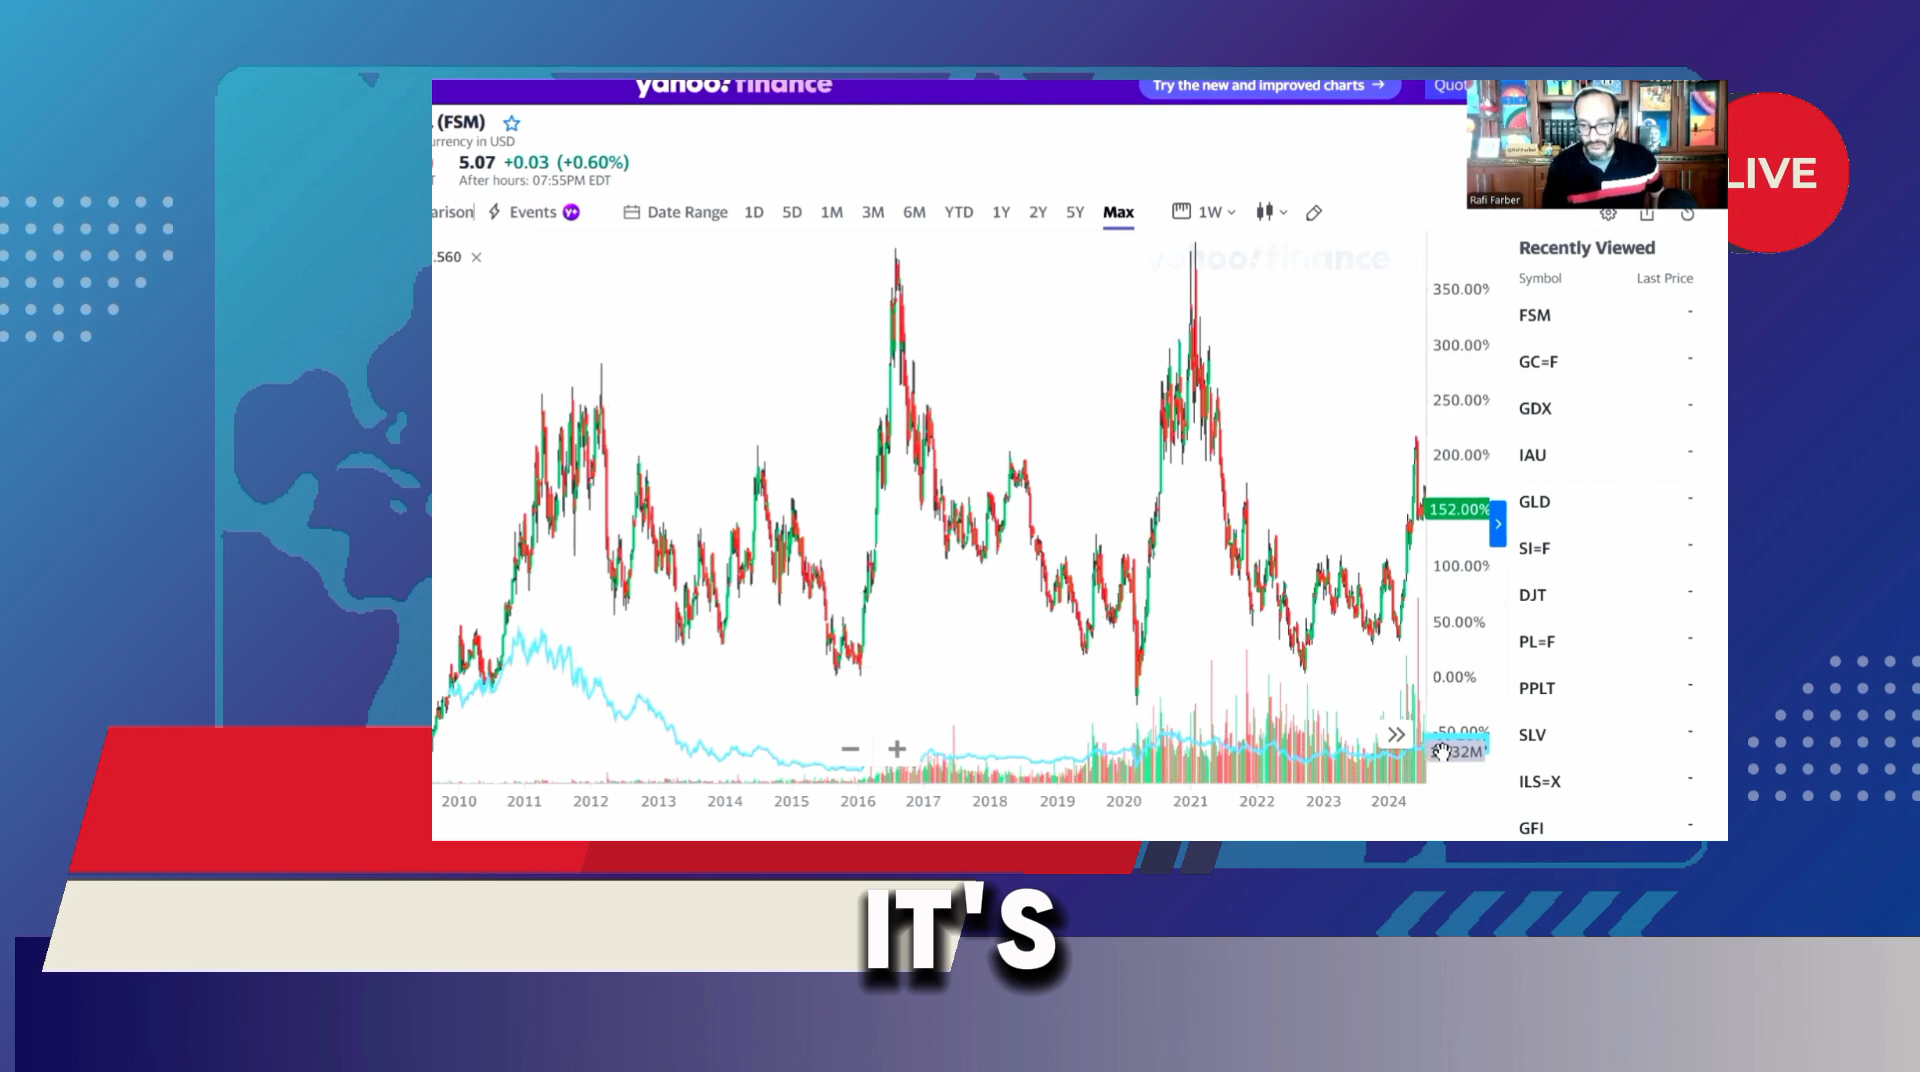 yahoo! finance
Try the new and improved charts →
(FSM)
5.07 +0.03 (+0.60%)
After hours: 07:55PM EDT
Events Y+
Date Range 1D 5D 1M 3M 6M YTD 1Y 2Y 5Y Max
1W
Rafi Farber
LIVE
.560 ×
yahoo! finance
Recently Viewed
Symbol Last Price
FSM -
GC=F -
GDX -
IAU -
GLD -
SI=F -
DJT -
PL=F -
PPLT -
SLV -
ILS=X -
GFI -
350.00%
300.00%
250.00%
200.00%
152.00%
100.00%
50.00%
0.00%
-50.00%
− +
2010 2011 2012 2013 2014 2015 2016 2017 2018 2019 2020 2021 2022 2023 2024
IT'S